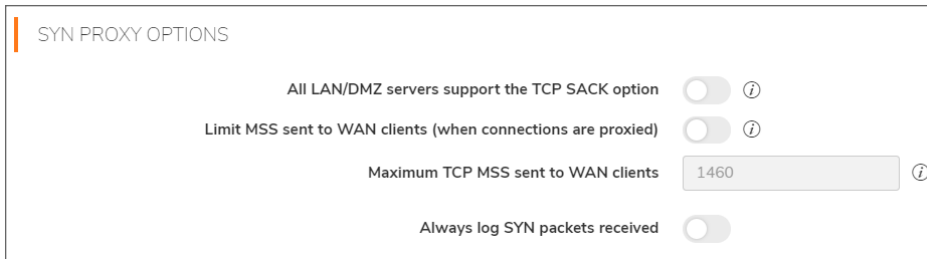 SYN PROXY OPTIONS
All LAN/DMZ servers support the TCP SACK option
Limit MSS sent to WAN clients (when connections are proxied)
Maximum TCP MSS sent to WAN clients 1460
Always log SYN packets received